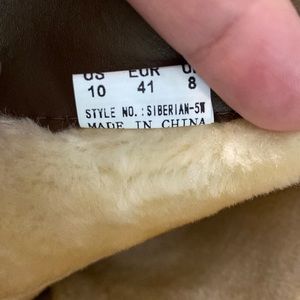 US EUR
10 41 8
STYLE NO.:SIBERIAN-5W
MADE IN CHINA